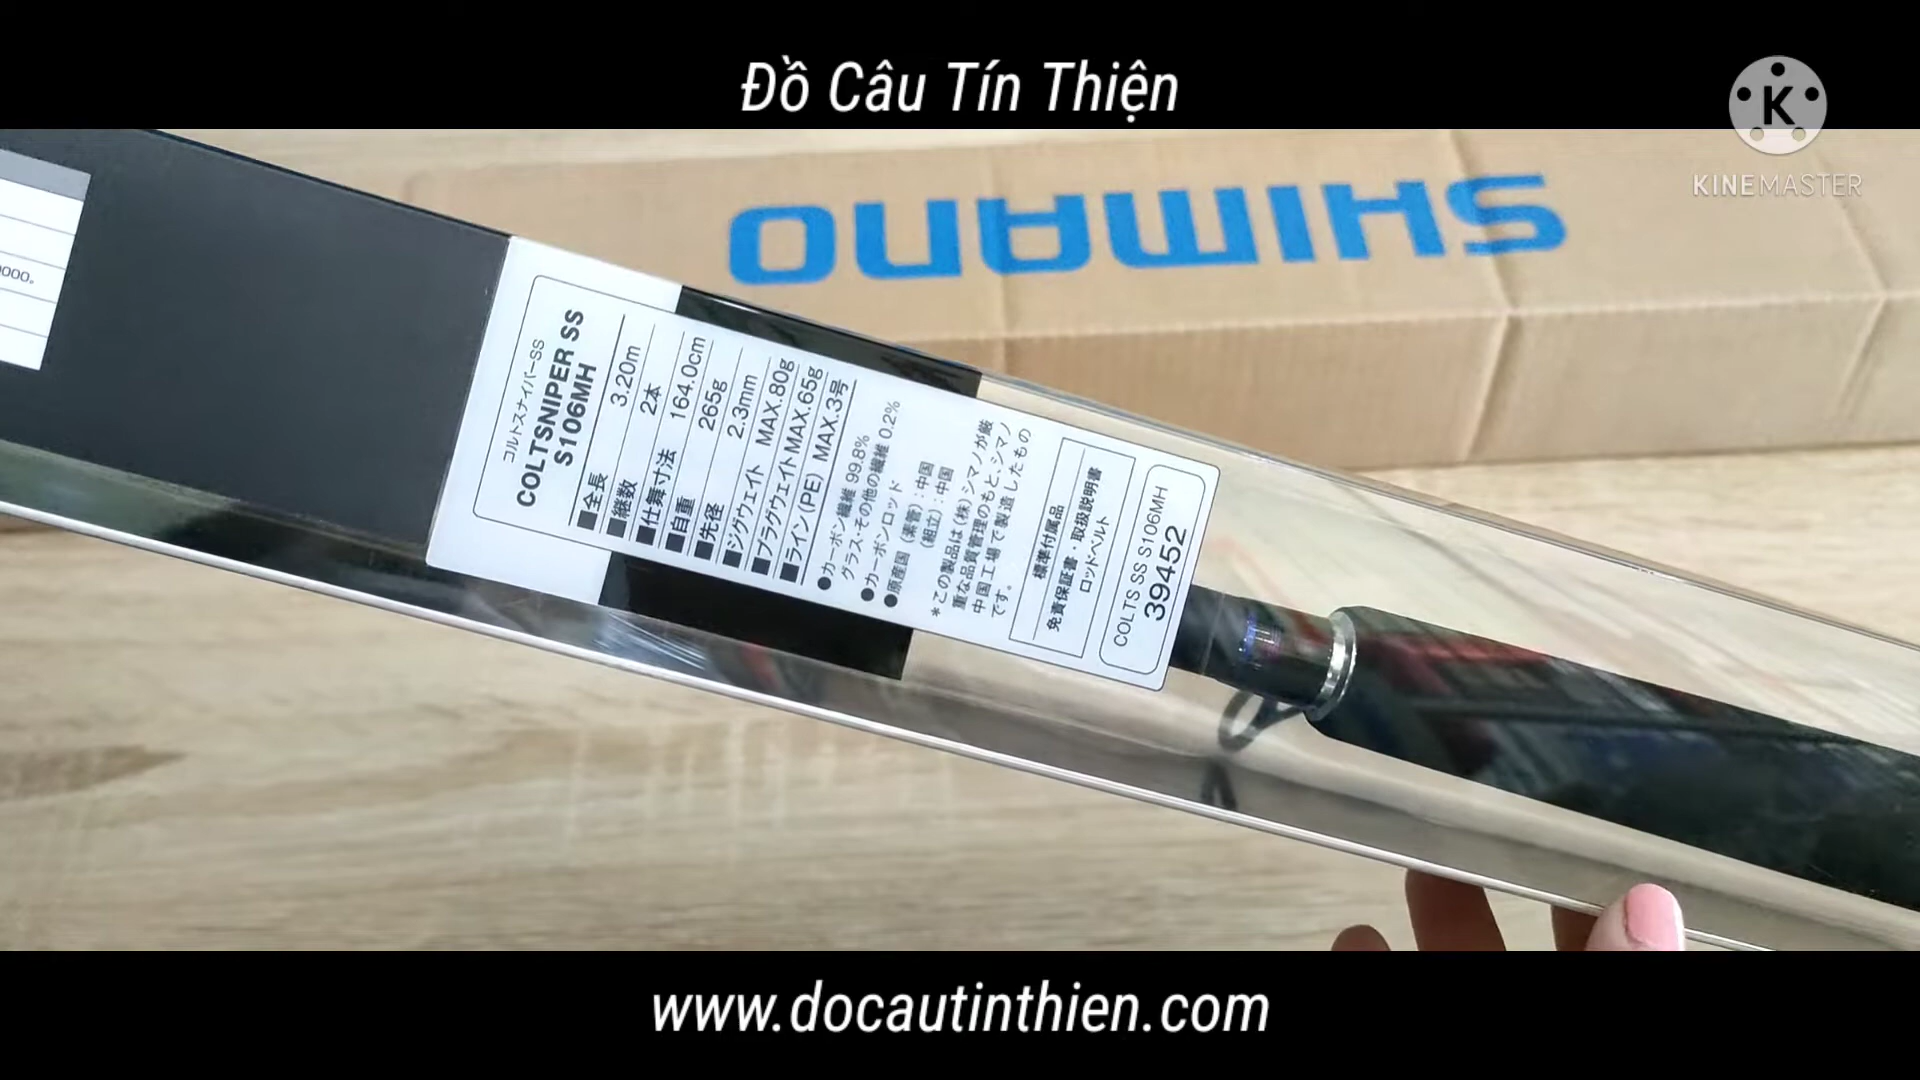 Đồ Câu Tín Thiện
KINEMASTER
SHIMANO
コルトスナイパーSS
COLTSNIPER SS
S106MH
■全長 3.20m
■継数 2本
■仕舞寸法 164.0cm
■自重 265g
■先径 2.3mm
■ジグウェイト MAX.80g
■プラグウェイトMAX.65g
■ライン(PE) MAX.3号
●カーボン繊維 99.8%
グラス・その他の繊維 0.2%
●カーボンロッド
●原産国 (素管):中国
(組立):中国
*この製品は(株)シマノが厳
重な品質管理のもと、シマノ
中国工場で製造したもの
です。
標準付属品
免責保証書・取扱説明書
ロッドベルト
COLTS SS S106MH
39452
www.docautinthien.com